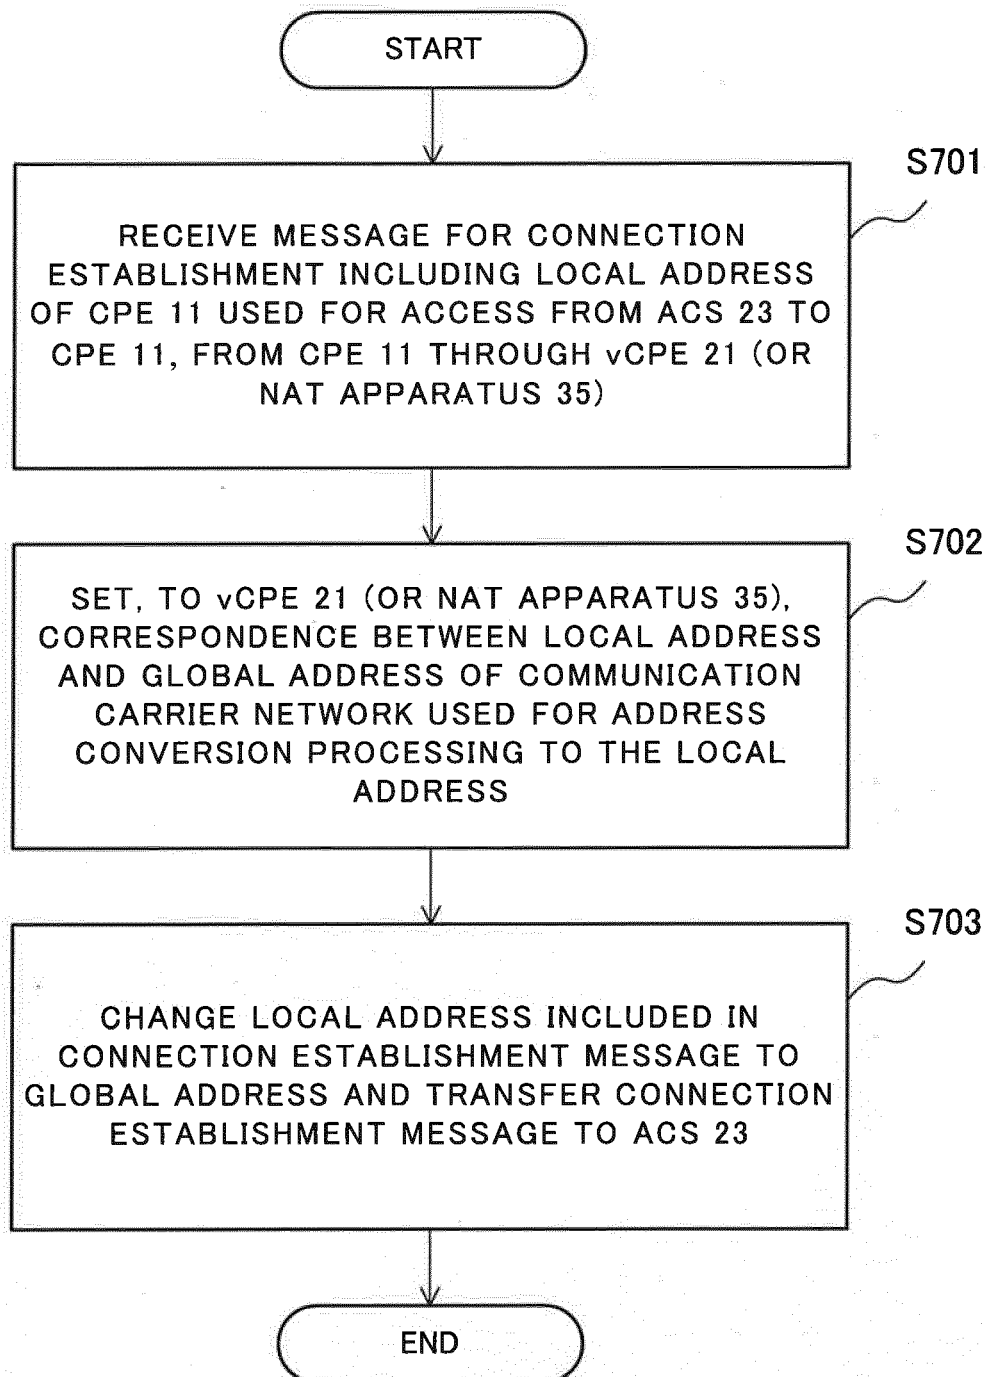 START
S701
RECEIVE MESSAGE FOR CONNECTION
ESTABLISHMENT INCLUDING LOCAL ADDRESS
OF CPE 11 USED FOR ACCESS FROM ACS 23 TO
CPE 11, FROM CPE 11 THROUGH vCPE 21 (OR
NAT APPARATUS 35)
S702
SET, TO vCPE 21 (OR NAT APPARATUS 35),
CORRESPONDENCE BETWEEN LOCAL ADDRESS
AND GLOBAL ADDRESS OF COMMUNICATION
CARRIER NETWORK USED FOR ADDRESS
CONVERSION PROCESSING TO THE LOCAL
ADDRESS
S703
CHANGE LOCAL ADDRESS INCLUDED IN
CONNECTION ESTABLISHMENT MESSAGE TO
GLOBAL ADDRESS AND TRANSFER CONNECTION
ESTABLISHMENT MESSAGE TO ACS 23
END